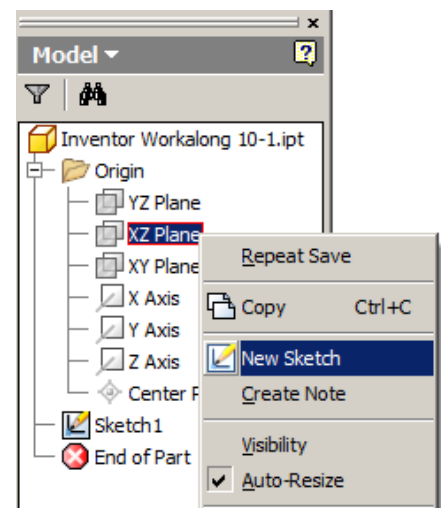 Model
Inventor Workalong 10-1.ipt
Origin
YZ Plane
XZ Plane
XY Plane
X Axis
Y Axis
Z Axis
Center
Sketch1
End of Part
Repeat Save
Copy Ctrl+C
New Sketch
Create Note
Visibility
Auto-Resize